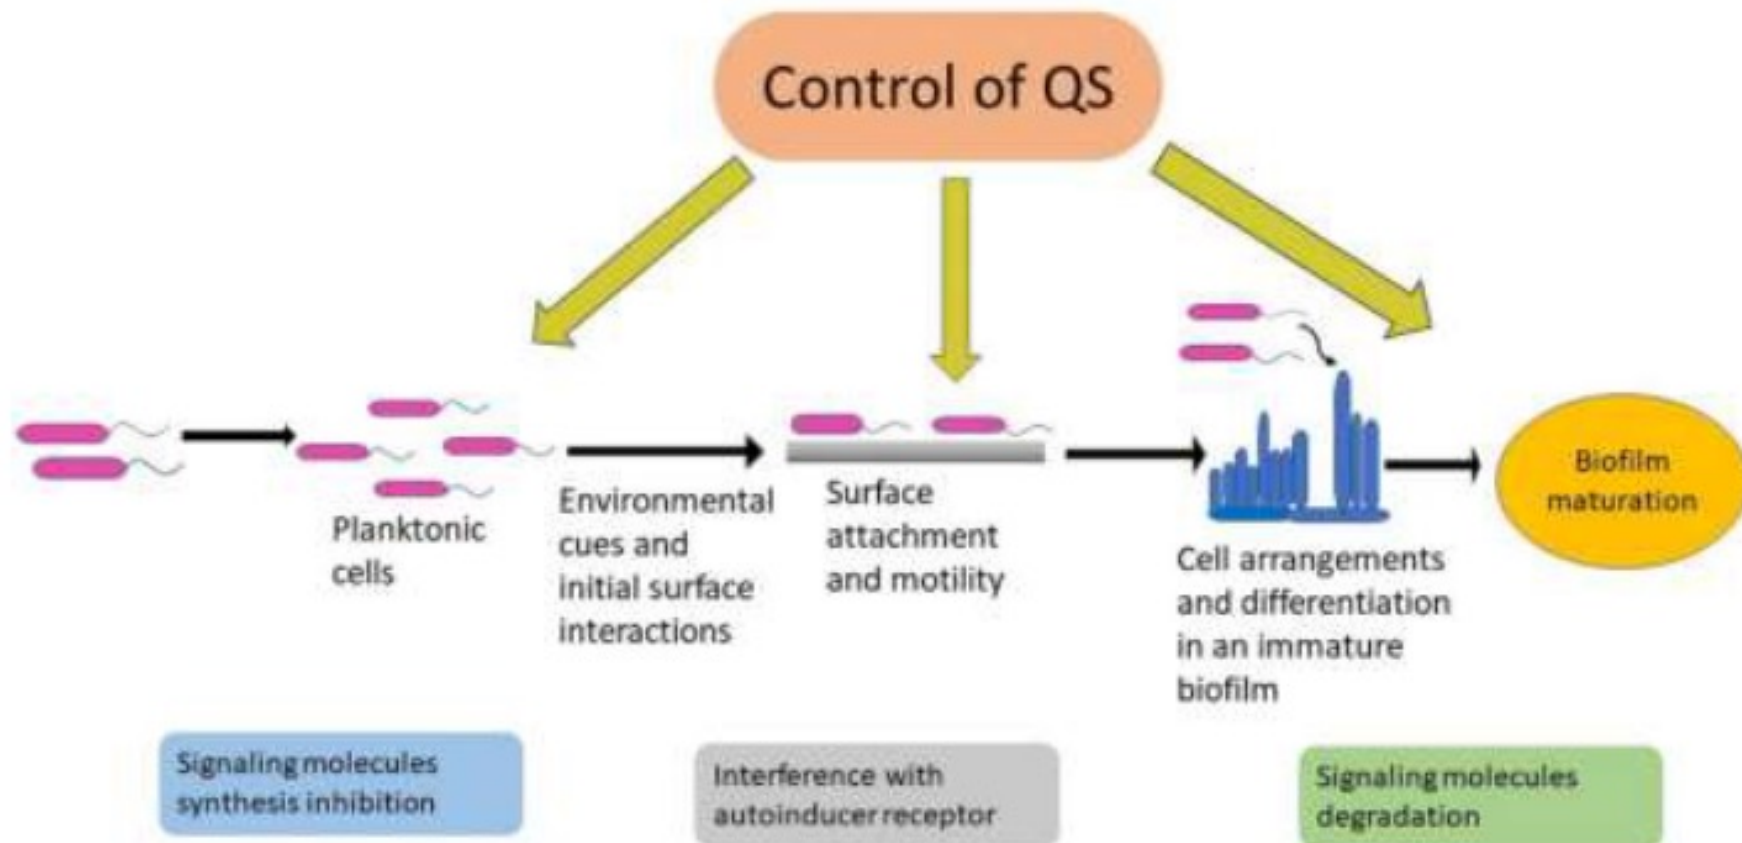 Control of QS
Planktonic
cells
Environmental
cues and
initial surface
interactions
Surface
attachment
and motility
Cell arrangements
and differentiation
in an immature
biofilm
Biofilm
maturation
Signaling molecules
synthesis inhibition
Interference with
autoinducer receptor
Signaling molecules
degradation